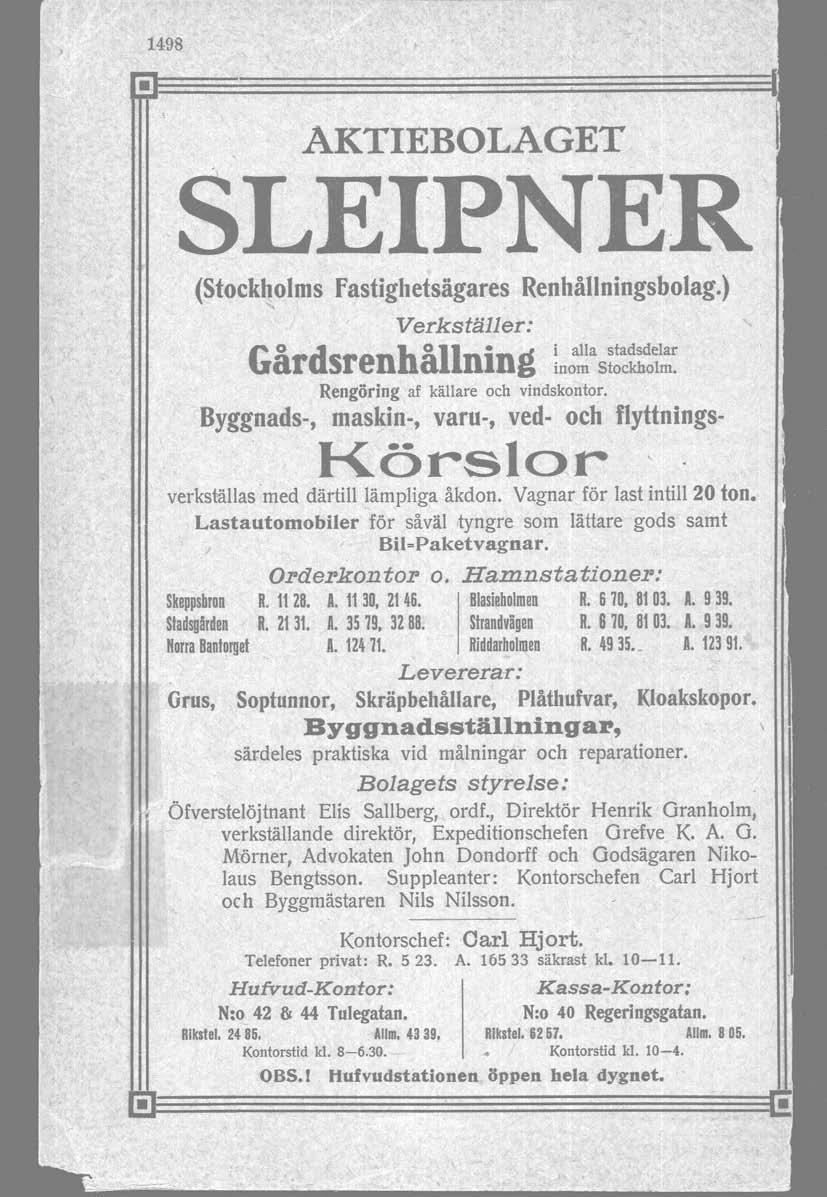 1498
AKTIEBOLAGET
SLEIPNER
(Stockholms Fastighetsägares Renhållningsbolag.)
Verkställer:
Gårdsrenhållning i alla stadsdelar inom Stockholm.
Rengöring af källare och vindskontor.
Byggnads-, maskin-, varu-, ved- och flyttnings-
Körslor
verkställas med därtill lämpliga åkdon. Vagnar för last intill 20 ton.
Lastautomobiler för såväl tyngre som lättare gods samt
Bil=Paketvagnar.
Orderkontor o. Hamnstationer:
Skeppsbron R. 11 28. A. 11 30, 21 46.
Stadsgården R. 21 31. A. 35 79, 32 88.
Norra Bantorget A. 124 71.
Blasieholmen R. 6 70, 81 03. A. 9 39.
Strandvägen R. 6 70, 81 03. A. 9 39.
Riddarholmen R. 49 35. A. 123 91.
Levererar:
Grus, Soptunnor, Skräpbehållare, Plåthufvar, Kloakskopor.
Byggnadsställningar,
särdeles praktiska vid målningar och reparationer.
Bolagets styrelse:
Öfverstelöjtnant Elis Sallberg, ordf., Direktör Henrik Granholm,
verkställande direktör, Expeditionschefen Grefve K. A. G.
Mörner, Advokaten John Dondorff och Godsägaren Niko-
laus Bengtsson. Suppleanter: Kontorschefen Carl Hjort
och Byggmästaren Nils Nilsson.
Kontorschef: Carl Hjort.
Telefoner privat: R. 5 23. A. 165 33 säkrast kl. 10—11.
Hufvud-Kontor:
N:o 42 & 44 Tulegatan.
Rikstel. 24 85. Allm. 43 39.
Kontorstid kl. 8—6.30.
Kassa-Kontor:
N:o 40 Regeringsgatan.
Rikstel. 62 57. Allm. 8 05.
Kontorstid kl. 10—4.
OBS.! Hufvudstationen öppen hela dygnet.